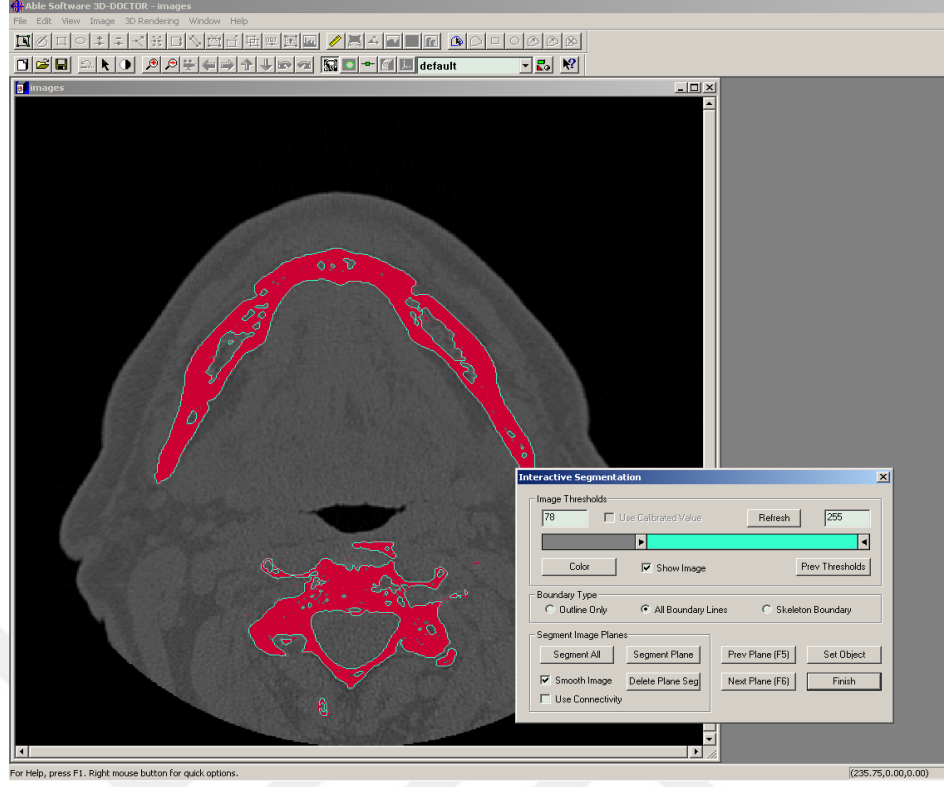 Able Software 3D-DOCTOR - images
File Edit View Image 3D Rendering Window Help
default
images
Interactive Segmentation
Image Thresholds
78 Use Calibrated Value Refresh 255
Color Show Image Prev Thresholds
Boundary Type
Outline Only All Boundary Lines Skeleton Boundary
Segment Image Planes
Segment All Segment Plane Prev Plane (F5) Set Object
Smooth Image Delete Plane Seg Next Plane (F6) Finish
Use Connectivity
For Help, press F1. Right mouse button for quick options. (235.75,0.00,0.00)